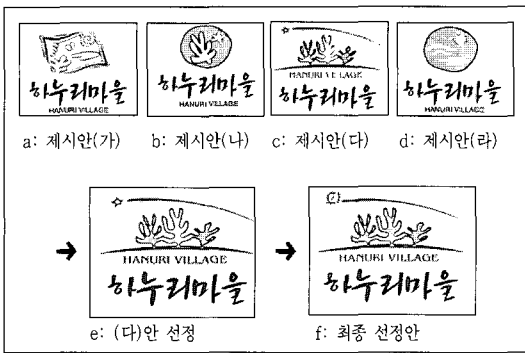 하누리마을
HANURI VILLAGE
a: 제시안(가)
하누리마을
HANURI VILLAGE
b: 제시안(나)
HANURI VILLAGE
하누리마을
c: 제시안(다)
하누리마을
HANURI VILLAGE
d: 제시안(라)
HANURI VILLAGE
하누리마을
e: (다)안 선정
HANURI VILLAGE
하누리마을
f: 최종 선정안